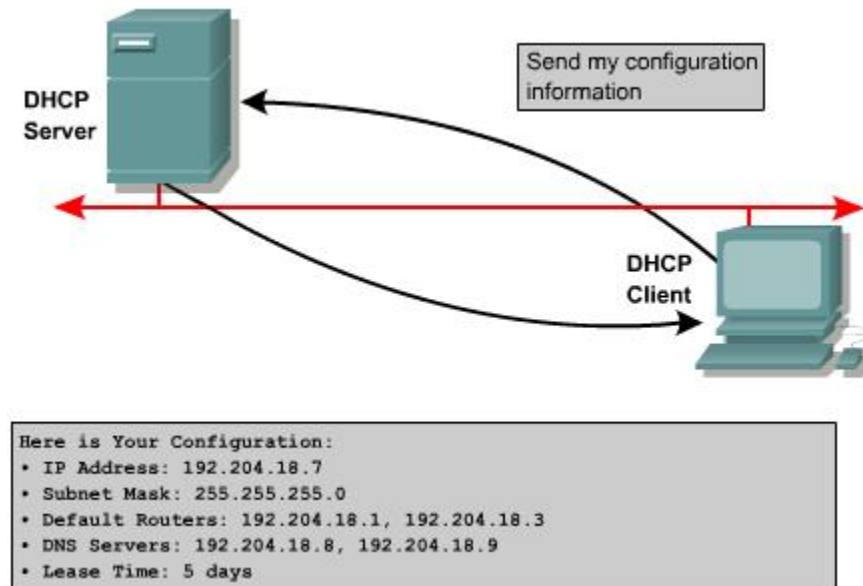 Send my configuration
information
DHCP
Server
DHCP
Client
Here is Your Configuration:
• IP Address: 192.204.18.7
• Subnet Mask: 255.255.255.0
• Default Routers: 192.204.18.1, 192.204.18.3
• DNS Servers: 192.204.18.8, 192.204.18.9
• Lease Time: 5 days